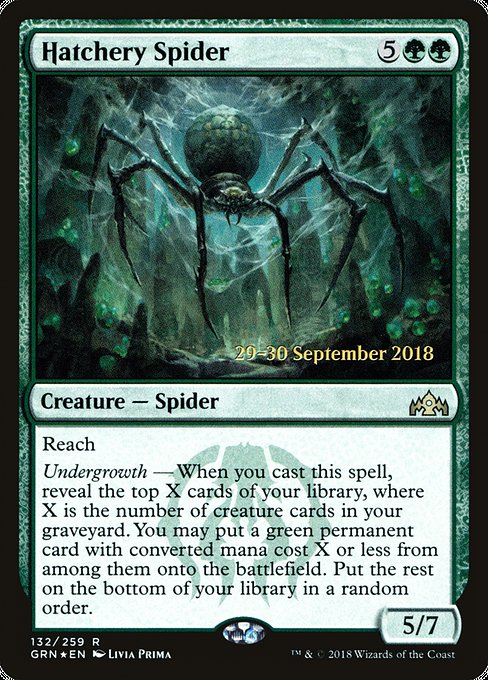 Hatchery Spider 5
29–30 September 2018
Creature — Spider
Reach
Undergrowth — When you cast this spell,
reveal the top X cards of your library, where
X is the number of creature cards in your
graveyard. You may put a green permanent
card with converted mana cost X or less from
among them onto the battlefield. Put the rest
on the bottom of your library in a random
order.
5/7
132/259 R
GRN★EN Livia Prima
™ & © 2018 Wizards of the Coast